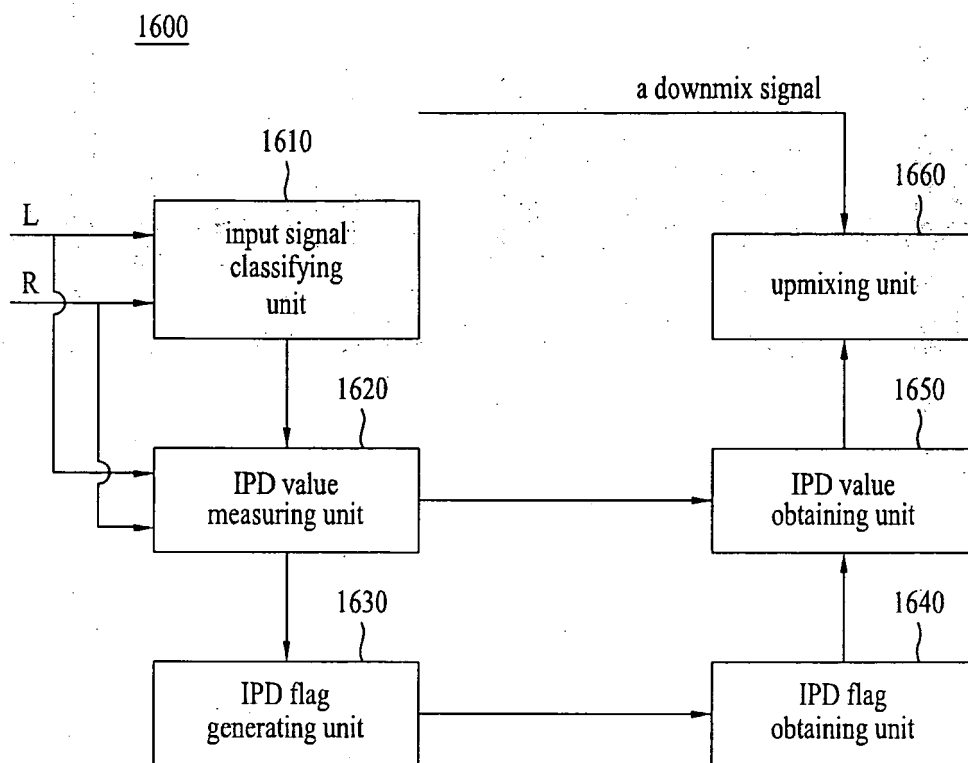 1600
a downmix signal
1610
1660
L
input signal
classifying
unit
R
upmixing unit
1620
1650
IPD value
measuring unit
IPD value
obtaining unit
1630
1640
IPD flag
generating unit
IPD flag
obtaining unit